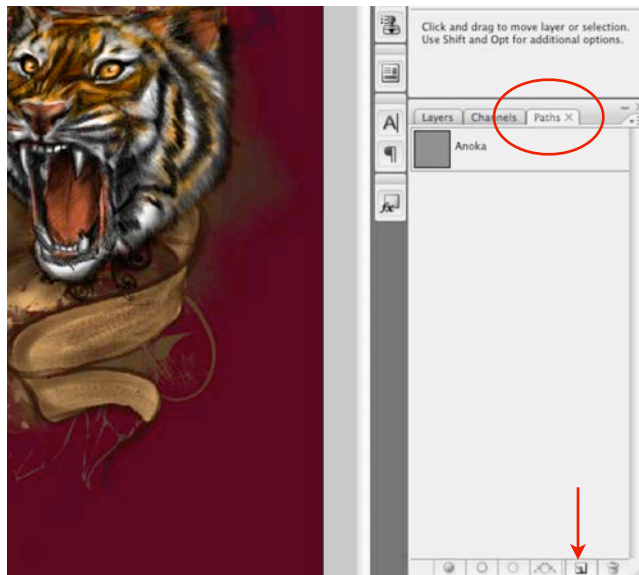 Click and drag to move layer or selection.
Use Shift and Opt for additional options.
A
¶
Layers Channels Paths ×
Anoka
fx